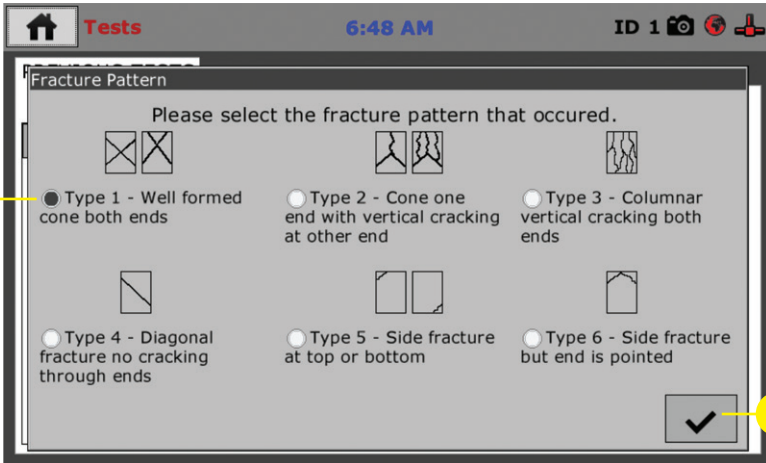 Tests
6:48 AM
ID 1
Fracture Pattern
Please select the fracture pattern that occured.
Type 1 - Well formed
cone both ends
Type 2 - Cone one
end with vertical cracking
at other end
Type 3 - Columnar
vertical cracking both
ends
Type 4 - Diagonal
fracture no cracking
through ends
Type 5 - Side fracture
at top or bottom
Type 6 - Side fracture
but end is pointed